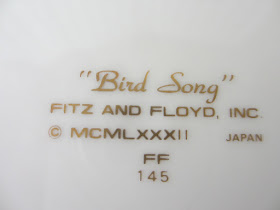 "Bird Song"
FITZ AND FLOYD, INC.
© MCMLXXXII JAPAN
FF
145